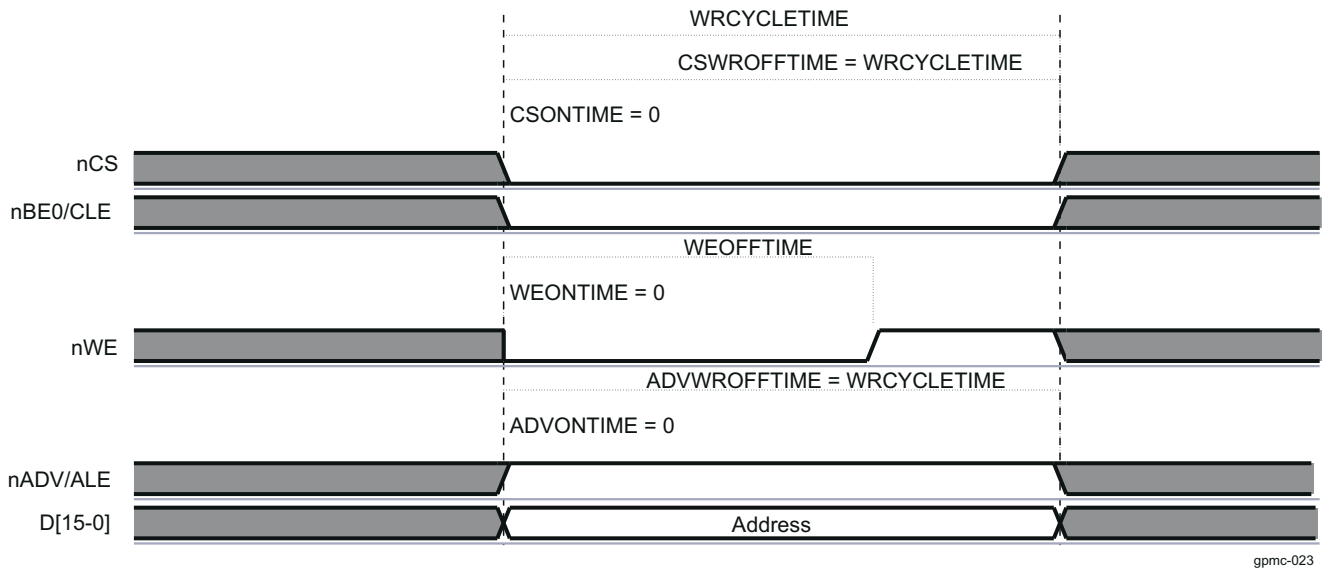 WRCYCLETIME
CSWROFFTIME = WRCYCLETIME
CSONTIME = 0
nCS
nBE0/CLE
WEOFFTIME
WEONTIME = 0
nWE
ADVWROFFTIME = WRCYCLETIME
ADVONTIME = 0
nADV/ALE
D[15-0]
Address
gpmc-023